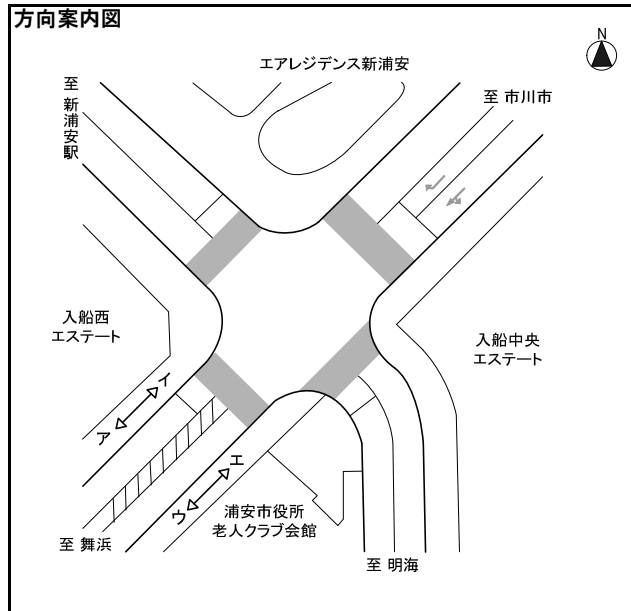 方向案内図
N
エアレジデンス新浦安
至 新浦安駅
至 市川市
入船西
エステート
入船中央
エステート
イ
ア
エ
ウ
浦安市役所
老人クラブ会館
至 舞浜
至 明海